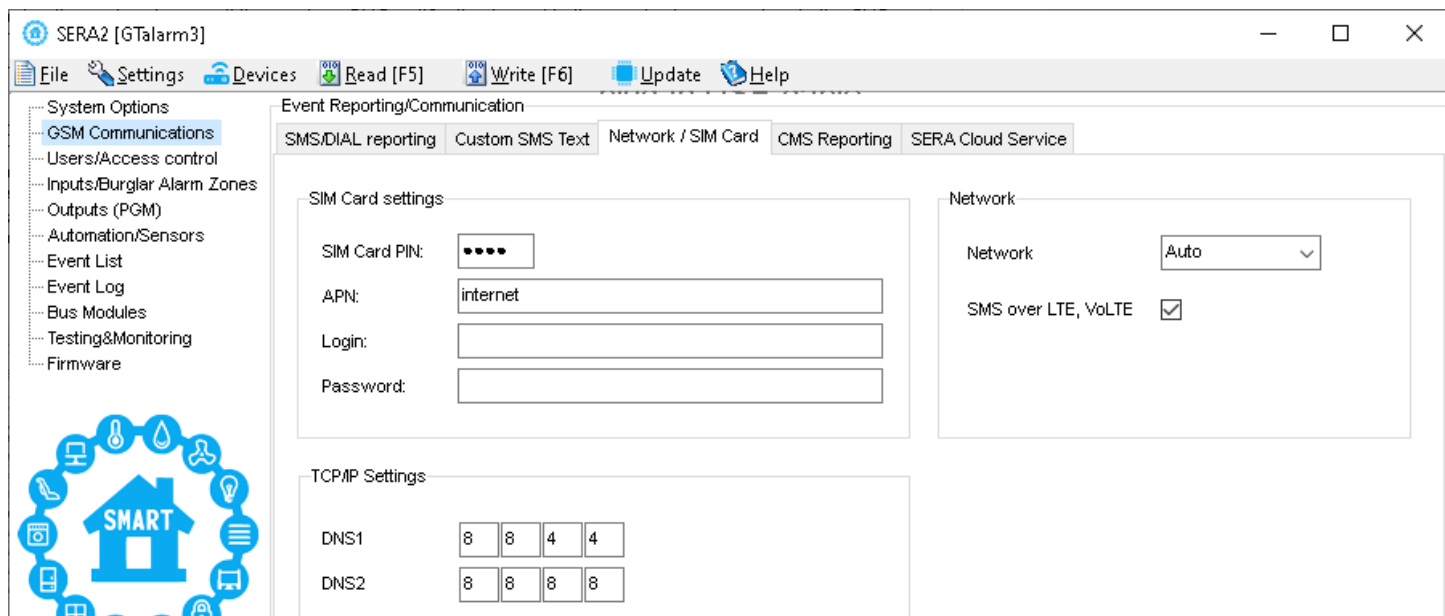 SERA2 [GTalarm3]
File Settings Devices Read [F5] Write [F6] Update Help
System Options
GSM Communications
Users/Access control
Inputs/Burglar Alarm Zones
Outputs (PGM)
Automation/Sensors
Event List
Event Log
Bus Modules
Testing&Monitoring
Firmware
SMART
Event Reporting/Communication
SMS/DIAL reporting Custom SMS Text Network / SIM Card CMS Reporting SERA Cloud Service
SIM Card settings
SIM Card PIN: ••••
APN: internet
Login:
Password:
Network
Network Auto
SMS over LTE, VoLTE
TCP/IP Settings
DNS1 8 8 4 4
DNS2 8 8 8 8